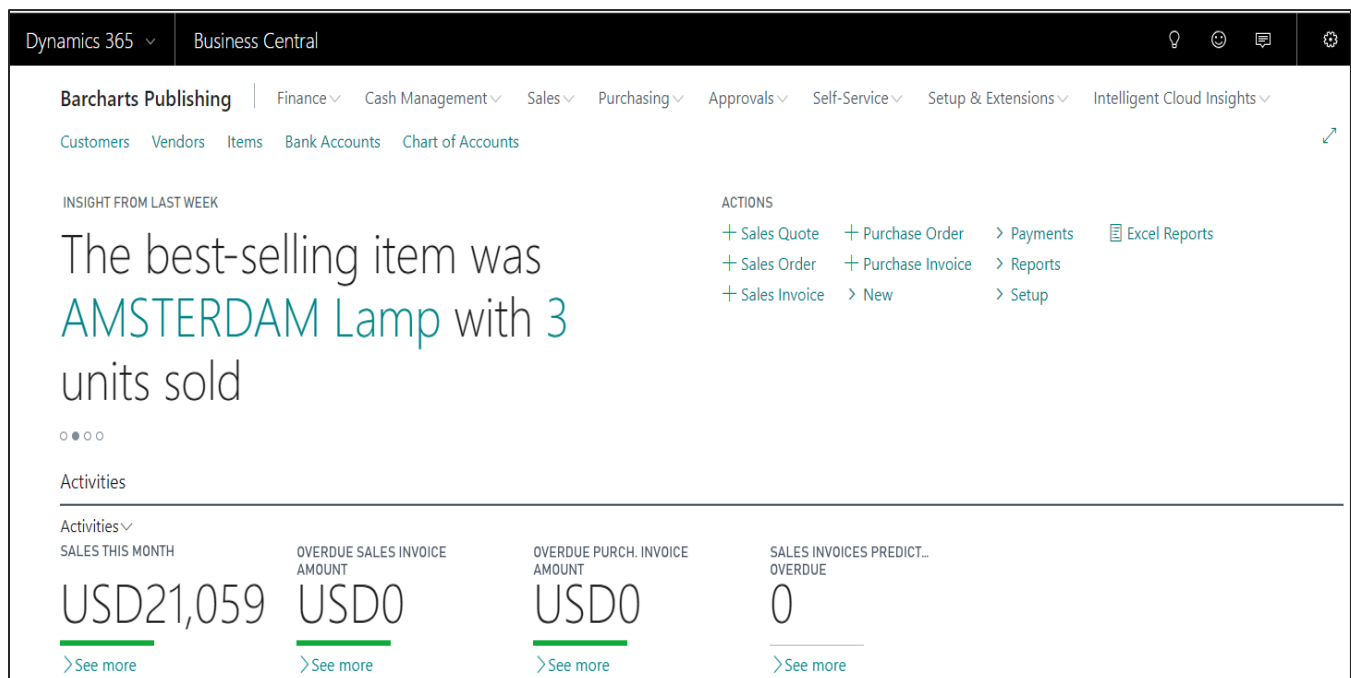 Dynamics 365 Business Central
Barcharts Publishing Finance Cash Management Sales Purchasing Approvals Self-Service Setup & Extensions Intelligent Cloud Insights
Customers Vendors Items Bank Accounts Chart of Accounts
INSIGHT FROM LAST WEEK
The best-selling item was
AMSTERDAM Lamp with 3
units sold
ACTIONS
+ Sales Quote + Purchase Order > Payments Excel Reports
+ Sales Order + Purchase Invoice > Reports
+ Sales Invoice > New > Setup
Activities
Activities
SALES THIS MONTH
USD21,059
>See more
OVERDUE SALES INVOICE
AMOUNT
USD0
>See more
OVERDUE PURCH. INVOICE
AMOUNT
USD0
>See more
SALES INVOICES PREDICT...
OVERDUE
0
>See more